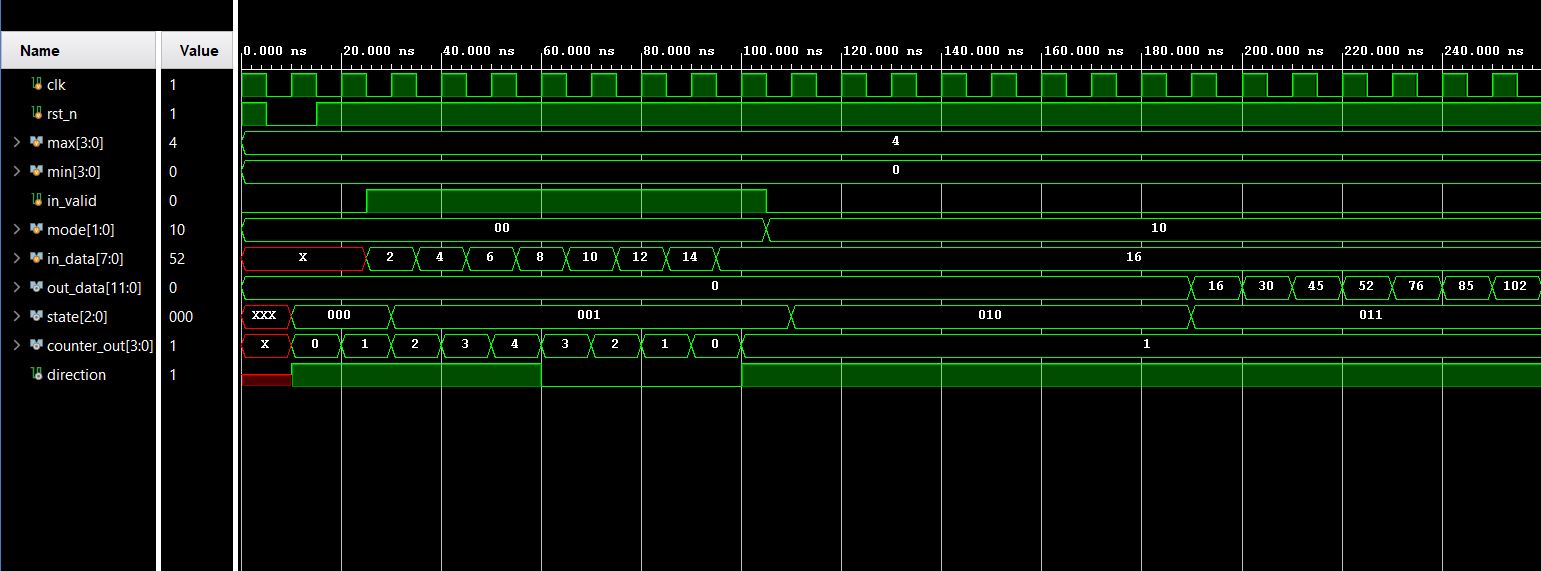 Name Value 0.000 ns 20.000 ns 40.000 ns 60.000 ns 80.000 ns 100.000 ns 120.000 ns 140.000 ns 160.000 ns 180.000 ns 200.000 ns 220.000 ns 240.000 ns
clk 1
rst_n 1
max[3:0] 4 4
min[3:0] 0 0
in_valid 0
mode[1:0] 10 00 10
in_data[7:0] 52 X 2 4 6 8 10 12 14 16
out_data[11:0] 0 0 16 30 45 52 76 85 102
state[2:0] 000 XXX 000 001 010 011
counter_out[3:0] 1 X 0 1 2 3 4 3 2 1 0 1
direction 1